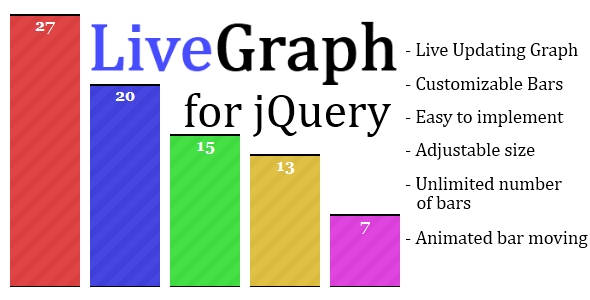 27
20
15
13
7
LiveGraph
for jQuery
- Live Updating Graph
- Customizable Bars
- Easy to implement
- Adjustable size
- Unlimited number
of bars
- Animated bar moving